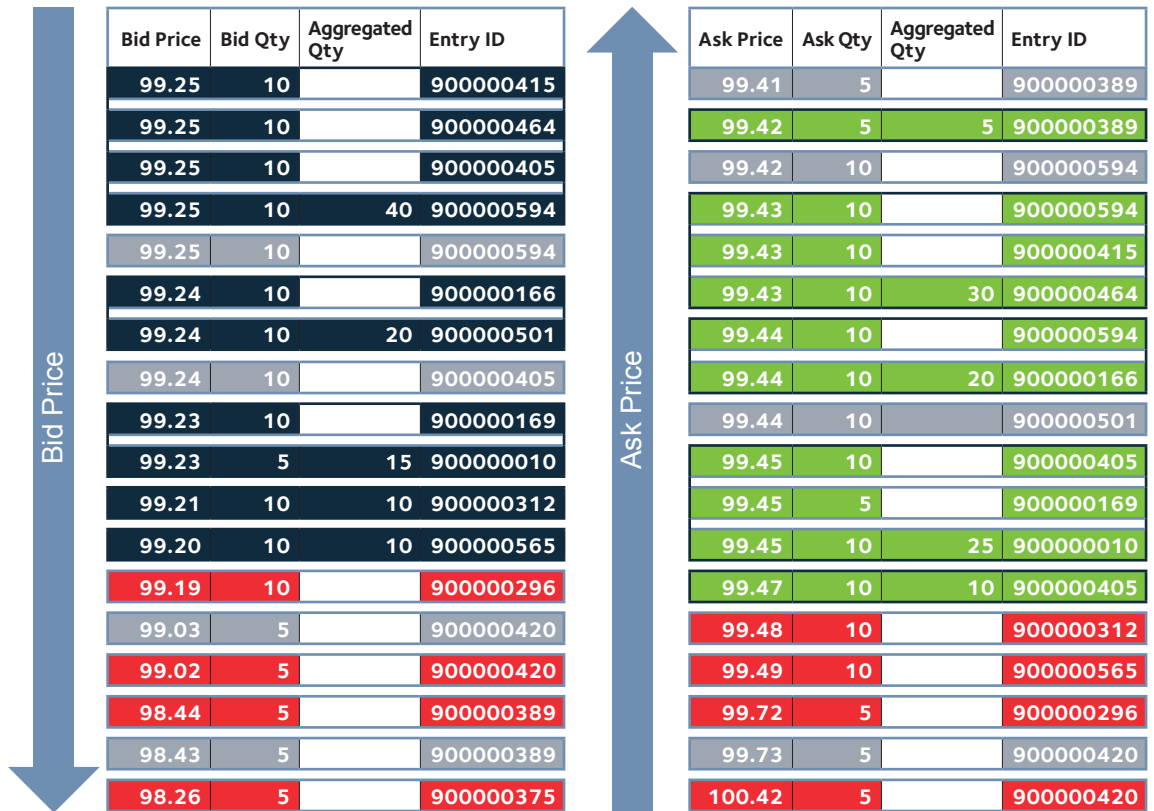 Bid Price
Bid Price Bid Qty Aggregated Qty Entry ID
99.25 10 900000415
99.25 10 900000464
99.25 10 900000405
99.25 10 40 900000594
99.25 10 900000594
99.24 10 900000166
99.24 10 20 900000501
99.24 10 900000405
99.23 10 900000169
99.23 5 15 900000010
99.21 10 10 900000312
99.20 10 10 900000565
99.19 10 900000296
99.03 5 900000420
99.02 5 900000420
98.44 5 900000389
98.43 5 900000389
98.26 5 900000375
Ask Price
Ask Price Ask Qty Aggregated Qty Entry ID
99.41 5 900000389
99.42 5 5 900000389
99.42 10 900000594
99.43 10 900000594
99.43 10 900000415
99.43 10 30 900000464
99.44 10 900000594
99.44 10 20 900000166
99.44 10 900000501
99.45 10 900000405
99.45 5 900000169
99.45 10 25 900000010
99.47 10 10 900000405
99.48 10 900000312
99.49 10 900000565
99.72 5 900000296
99.73 5 900000420
100.42 5 900000420